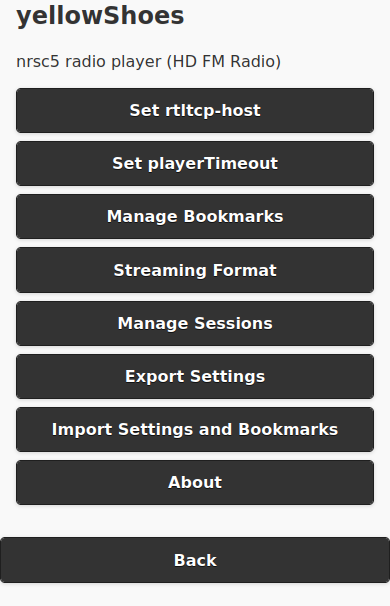 yellowShoes
nrsc5 radio player (HD FM Radio)
Set rtltcp-host
Set playerTimeout
Manage Bookmarks
Streaming Format
Manage Sessions
Export Settings
Import Settings and Bookmarks
About
Back